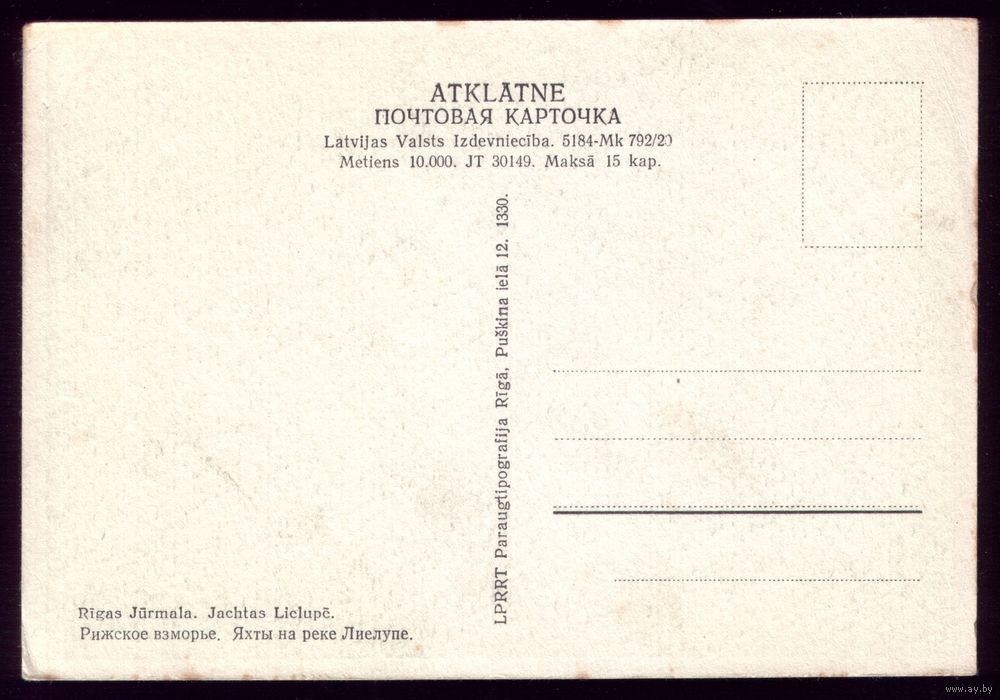 ATKLĀTNE
ПОЧТОВАЯ КАРТОЧКА
Latvijas Valsts Izdevniecība. 5184-Mk 792/20
Metiens 10.000. JT 30149. Maksā 15 kap.
LPRRT Paraugtipografija Rīgā, Puškina ielā 12. 1330.
Rīgas Jūrmala. Jachtas Lielupē.
Рижское взморье. Яхты на реке Лиелупе.
www.ay.by